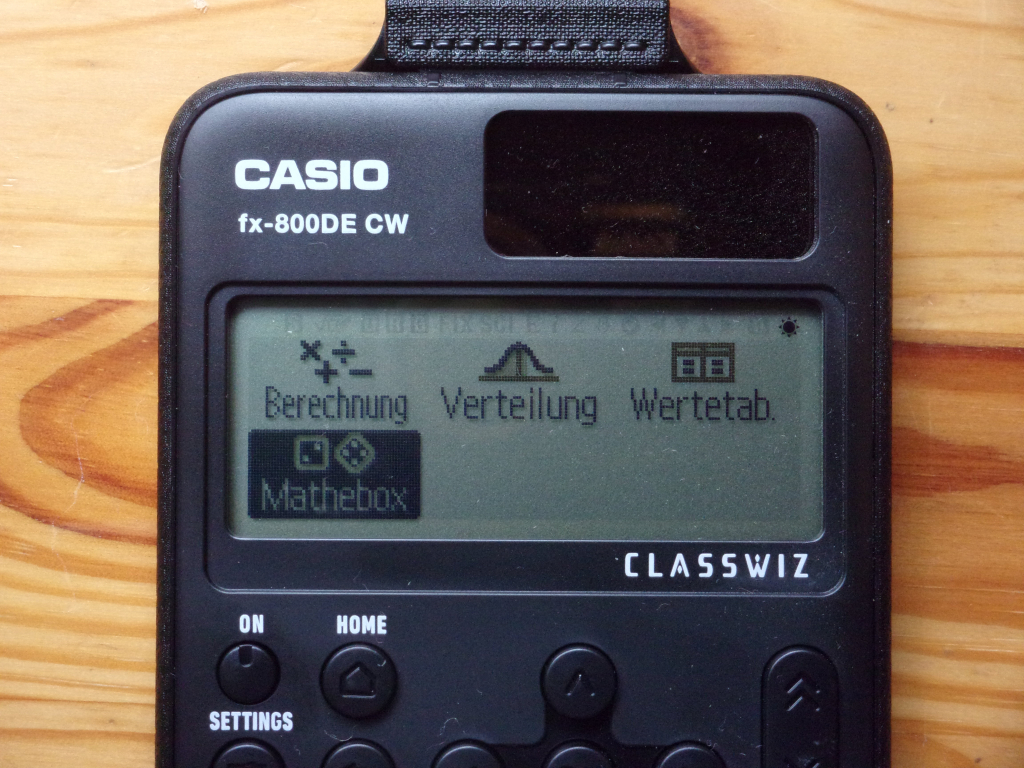 CASIO
fx-800DE CW
Berechnung Verteilung Wertetab.
Mathebox
CLASSWIZ
ON HOME
SETTINGS